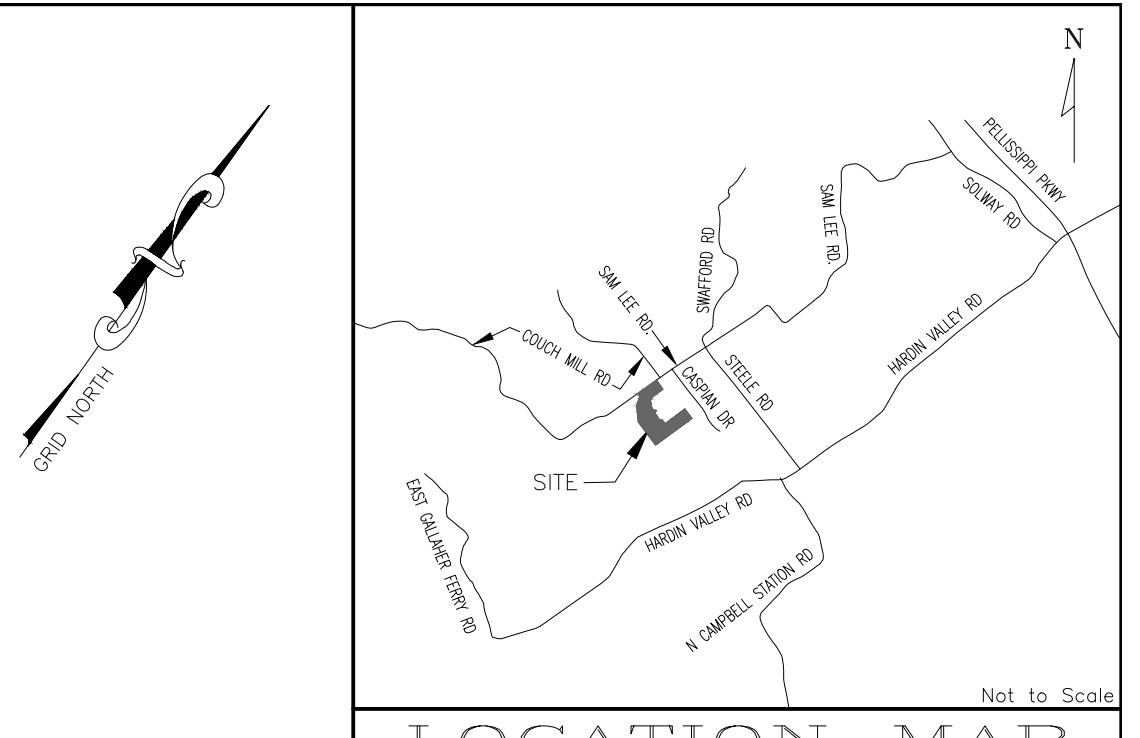 N
PELLISSIPPI PKWY
SOLWAY RD
SAM LEE RD.
SWAFFORD RD
SAM LEE RD.
HARDIN VALLEY RD
COUCH MILL RD
STEELE RD
CASPIAN DR
GRID NORTH
SITE
EAST GALLAHER FERRY RD
HARDIN VALLEY RD
N CAMPBELL STATION RD
Not to Scale
LOCATION MAP